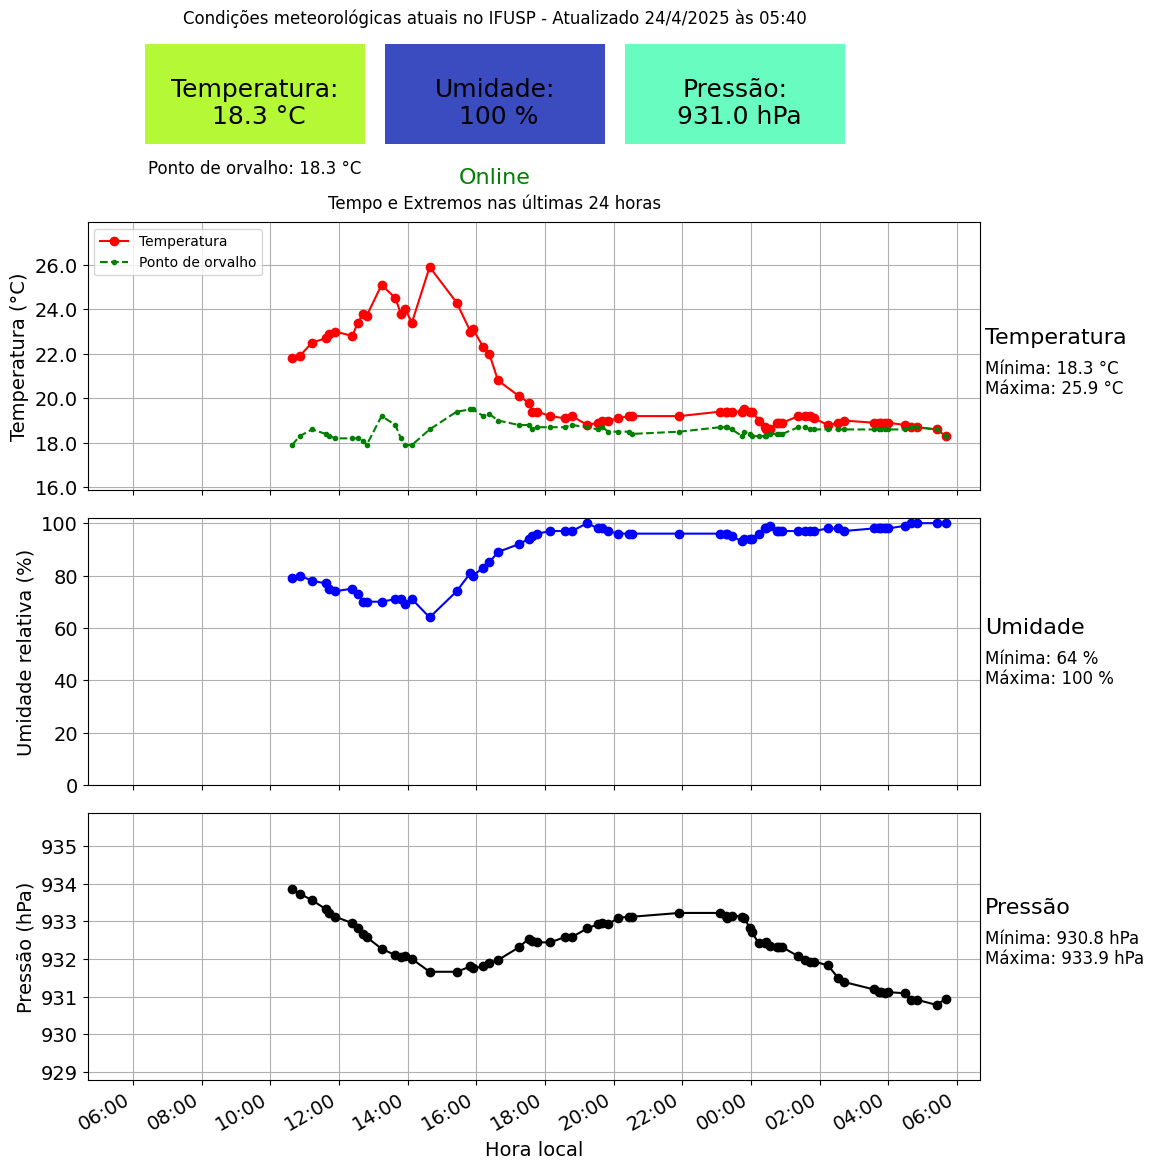 Condições meteorológicas atuais no IFUSP - Atualizado 24/4/2025 às 05:40
Temperatura:
18.3 °C
Umidade:
100 %
Pressão:
931.0 hPa
Ponto de orvalho: 18.3 °C
Online
Tempo e Extremos nas últimas 24 horas
Temperatura
Ponto de orvalho
Temperatura (°C)
26.0
24.0
22.0
20.0
18.0
16.0
Temperatura
Mínima: 18.3 °C
Máxima: 25.9 °C
Umidade relativa (%)
100
80
60
40
20
0
Umidade
Mínima: 64 %
Máxima: 100 %
Pressão (hPa)
935
934
933
932
931
930
929
Pressão
Mínima: 930.8 hPa
Máxima: 933.9 hPa
06:00
08:00
10:00
12:00
14:00
16:00
18:00
20:00
22:00
00:00
02:00
04:00
06:00
Hora local